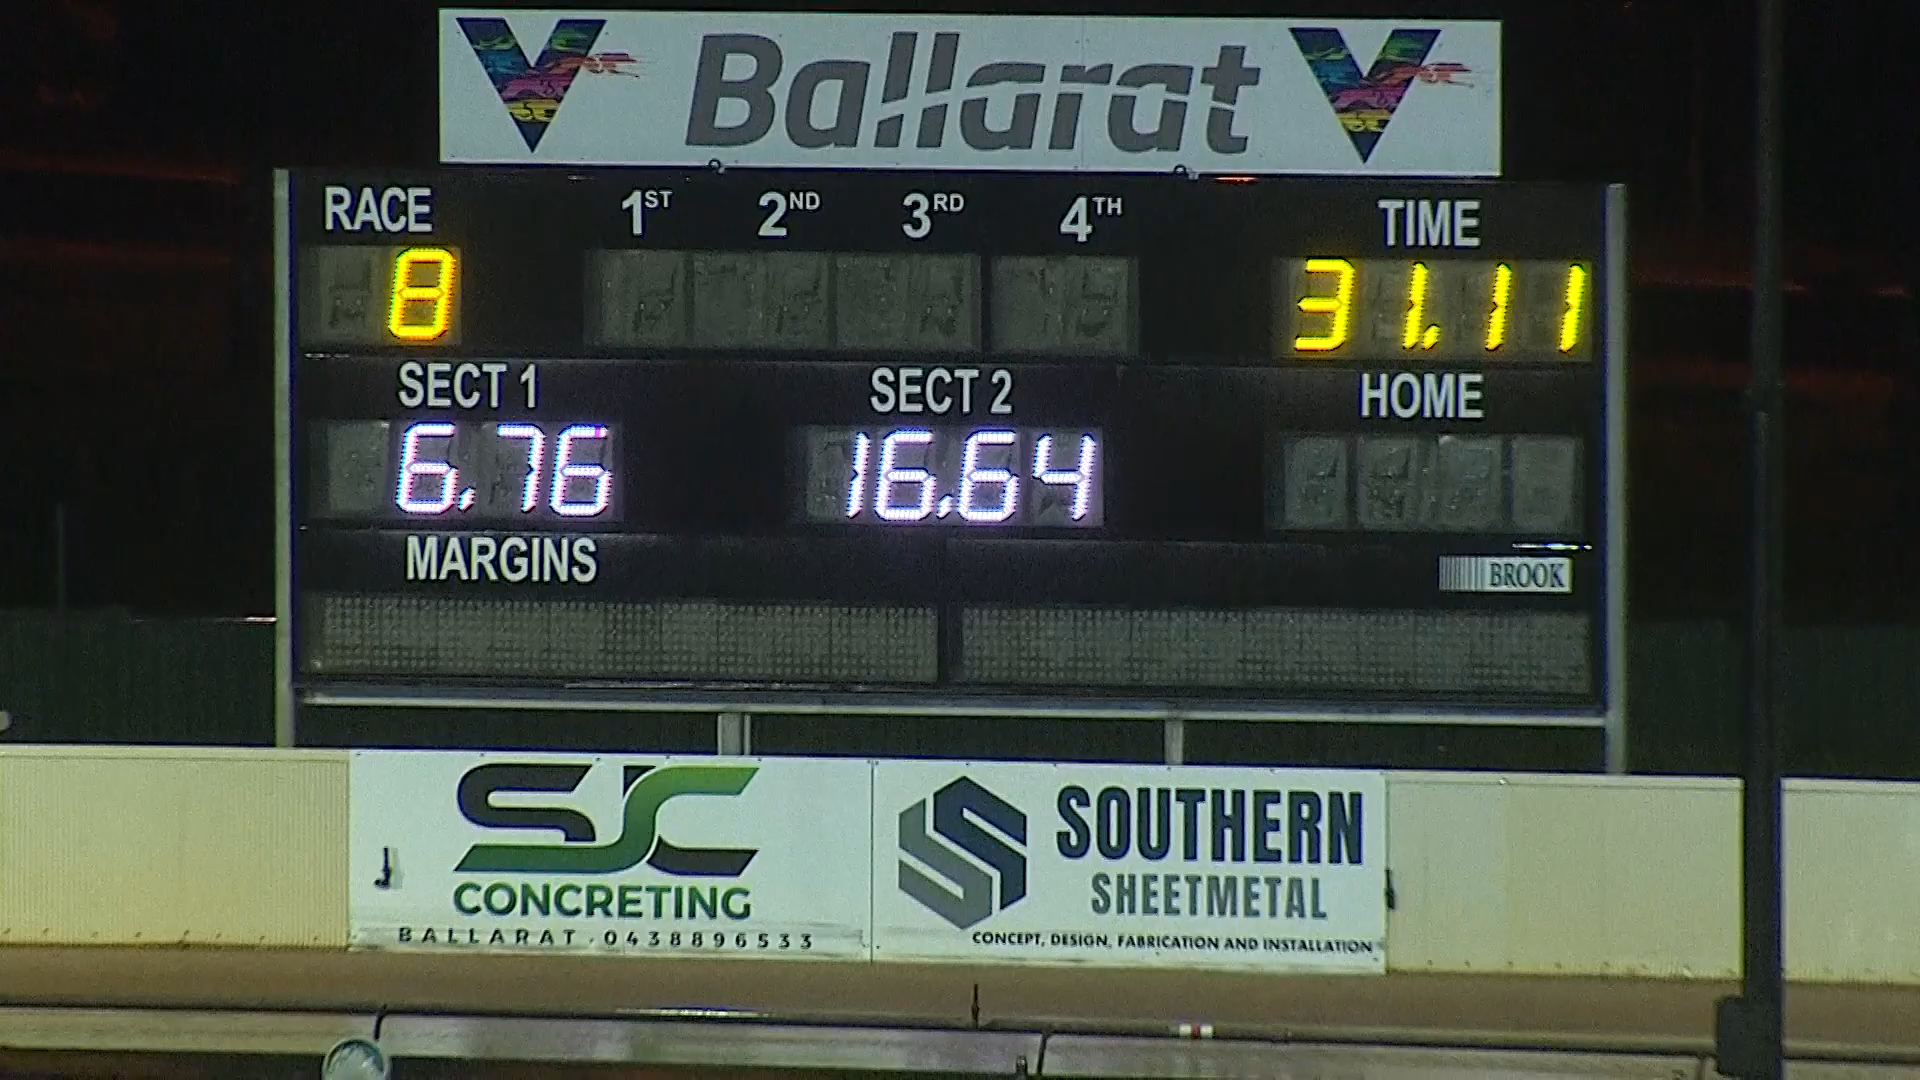 Ballarat
RACE 1ST 2ND 3RD 4TH TIME
8 31.11
SECT 1 SECT 2 HOME
6.76 16.64
MARGINS
BROOK
SJC
CONCRETING
BALLARAT . 0438896533
SOUTHERN
SHEETMETAL
CONCEPT, DESIGN, FABRICATION AND INSTALLATION